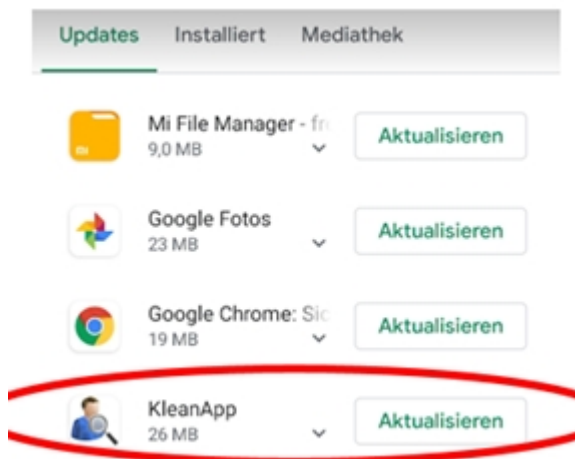 Updates Installiert Mediathek
Mi File Manager - fr
9,0 MB
Aktualisieren
Google Fotos
23 MB
Aktualisieren
Google Chrome: Sic
19 MB
Aktualisieren
KleanApp
26 MB
Aktualisieren